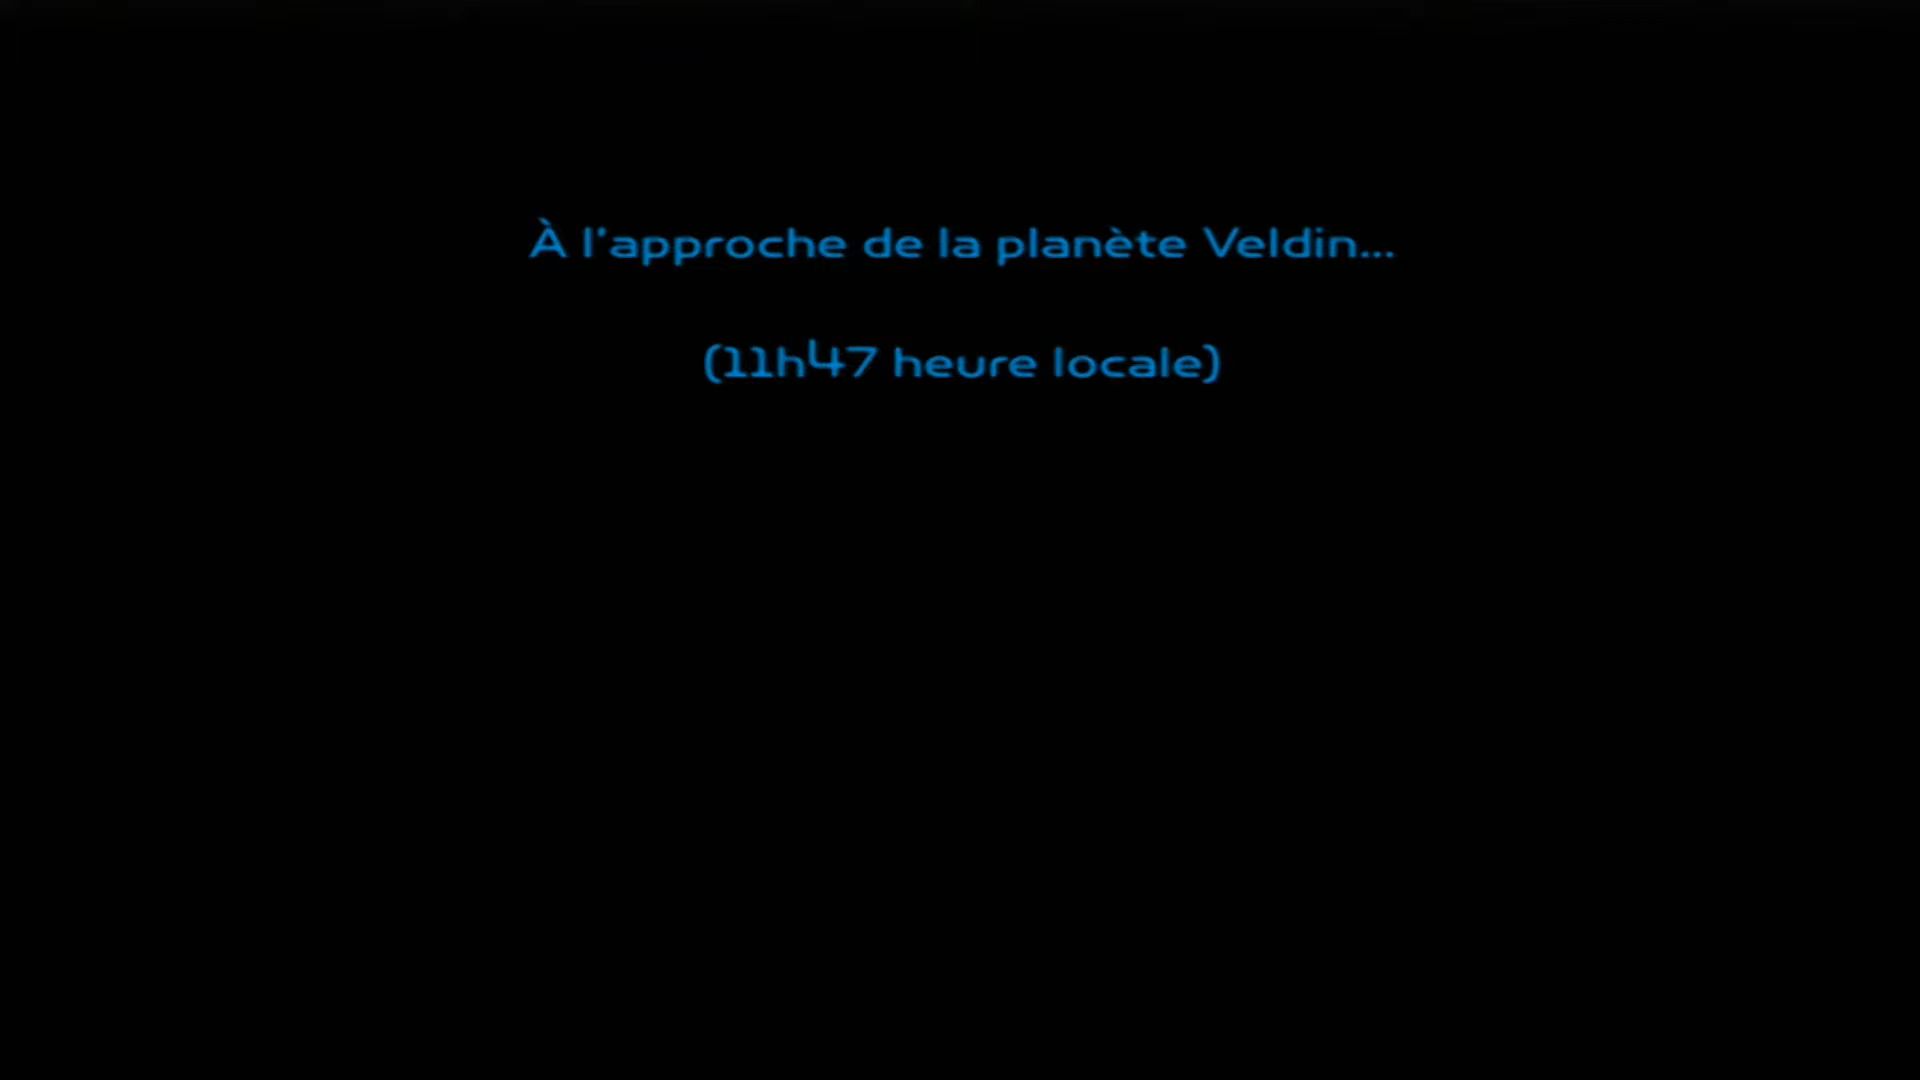 À l'approche de la planète Veldin...
(11h47 heure locale)